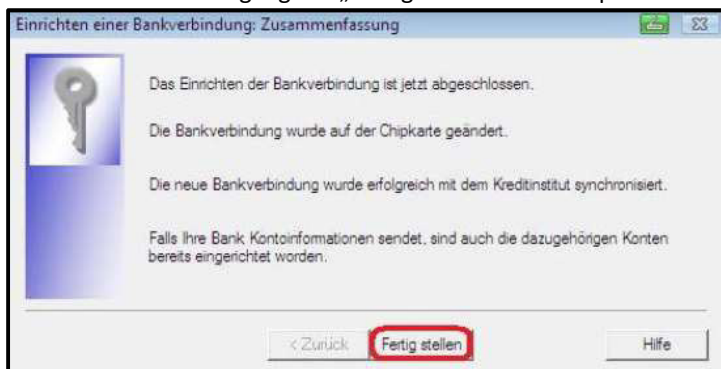 Einrichten einer Bankverbindung: Zusammenfassung
Das Einrichten der Bankverbindung ist jetzt abgeschlossen.
Die Bankverbindung wurde auf der Chipkarte geändert.
Die neue Bankverbindung wurde erfolgreich mit dem Kreditinstitut synchronisiert.
Falls Ihre Bank Kontoinformationen sendet, sind auch die dazugehörigen Konten
bereits eingerichtet worden.
< Zurück Fertig stellen Hilfe